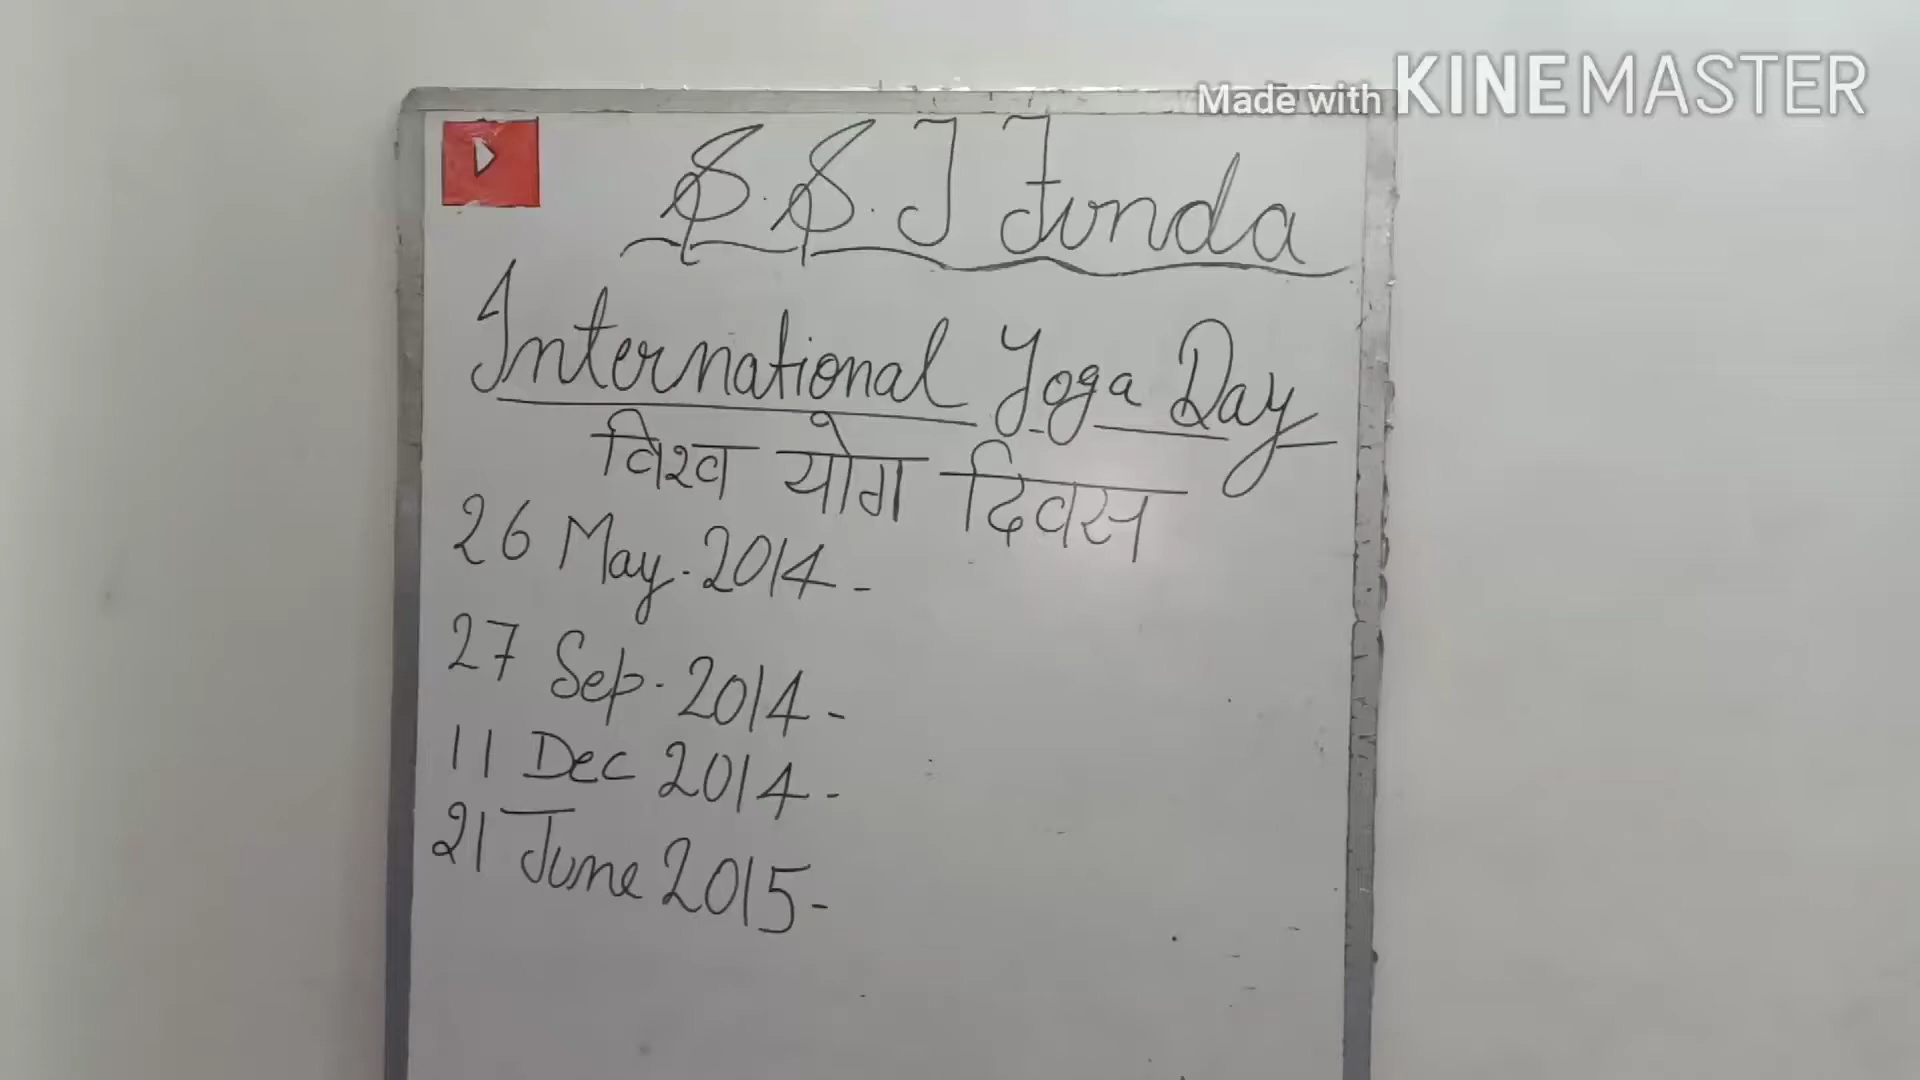 Made with KINEMASTER
S.S.J Funda
International Yoga Day
विश्व योग दिवस
26 May. 2014 -
27 Sep. 2014 -
11 Dec 2014 -
21 June 2015 -